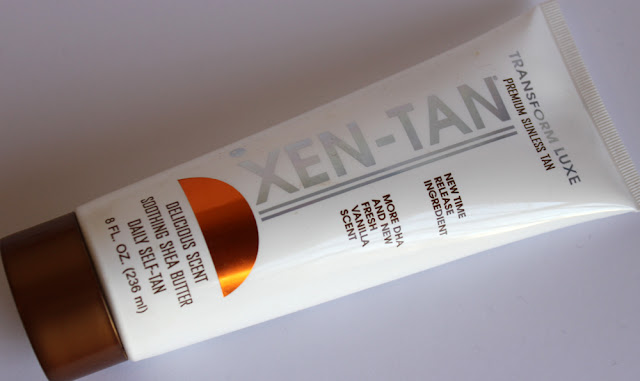 TRANSFORM LUXE
PREMIUM SUNLESS TAN
XEN-TAN
NEW TIME
RELEASE
INGREDIENT
MORE DHA
AND NEW
FRESH
VANILLA
SCENT
DELICIOUS SCENT
SOOTHING SHEA BUTTER
DAILY SELF-TAN
8 FL. OZ. (236 ml)